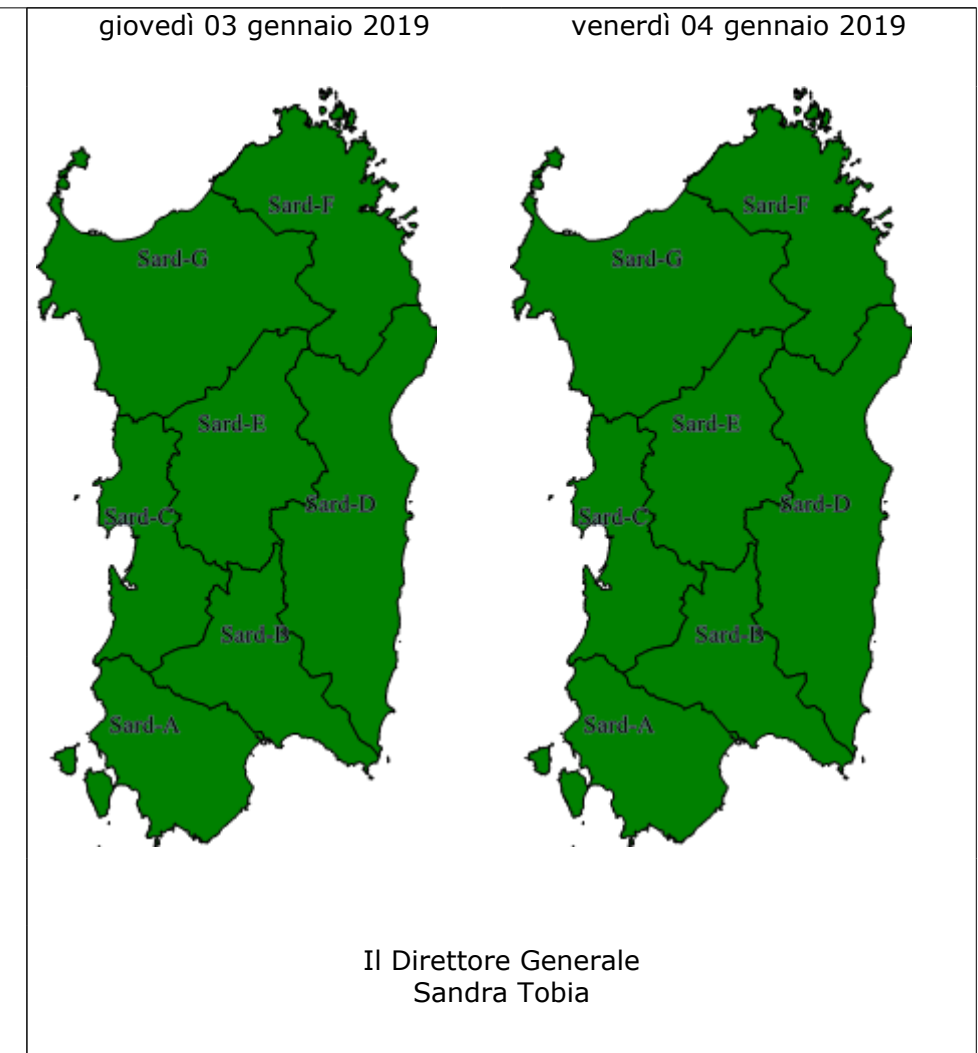 giovedì 03 gennaio 2019
venerdì 04 gennaio 2019
Sard-F
Sard-G
Sard-E
Sard-D
Sard-C
Sard-B
Sard-A
Sard-F
Sard-G
Sard-E
Sard-D
Sard-C
Sard-B
Sard-A
Il Direttore Generale
Sandra Tobia